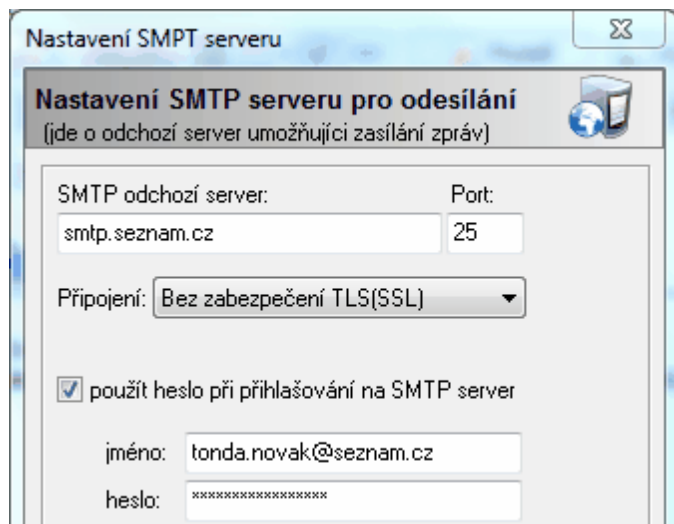 Nastavení SMPT serveru
Nastavení SMTP serveru pro odesílání
(jde o odchozí server umožňujíci zasílání zpráv)
SMTP odchozí server: Port:
smtp.seznam.cz 25
Připojení: Bez zabezpečení TLS(SSL)
použít heslo při přihlašování na SMTP server
jméno: tonda.novak@seznam.cz
heslo: *****************